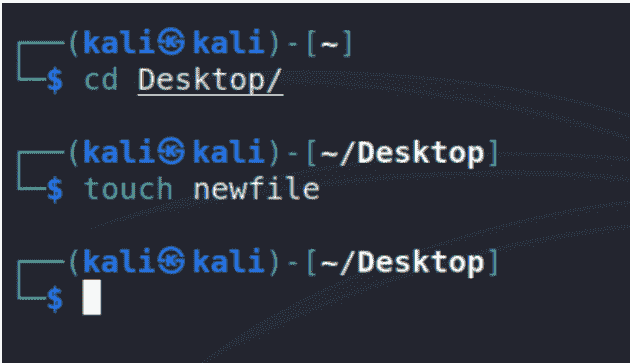 ┌──(kali㉿kali)-[~]
└─$ cd Desktop/
┌──(kali㉿kali)-[~/Desktop]
└─$ touch newfile
┌──(kali㉿kali)-[~/Desktop]
└─$